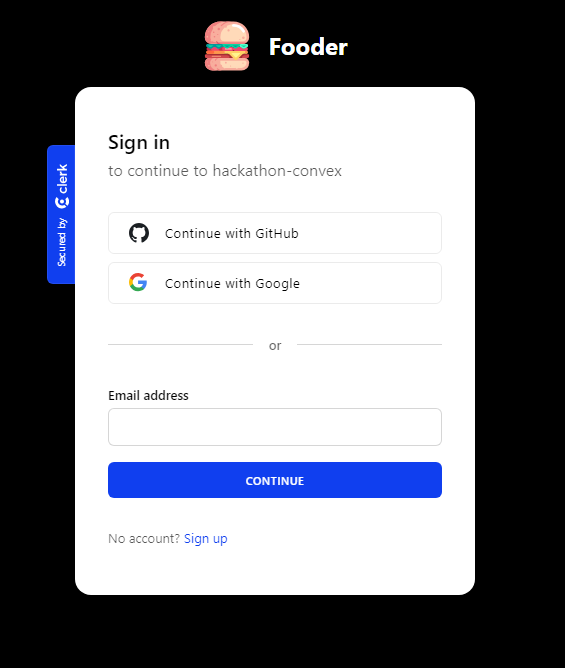 Fooder
Sign in
to continue to hackathon-convex
Secured by clerk
Continue with GitHub
Continue with Google
or
Email address
CONTINUE
No account? Sign up